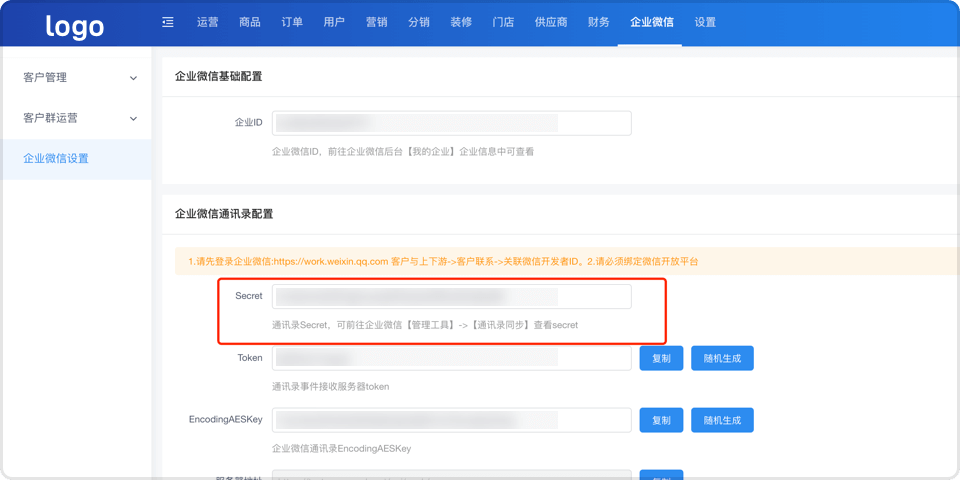 logo
运营 商品 订单 用户 营销 分销 装修 门店 供应商 财务 企业微信 设置
客户管理
客户群运营
企业微信设置
企业微信基础配置
企业ID
企业微信ID，前往企业微信后台【我的企业】企业信息中可查看
企业微信通讯录配置
1.请先登录企业微信:https://work.weixin.qq.com 客户与上下游->客户联系->关联微信开发者ID。2.请必须绑定微信开放平台
Secret
通讯录Secret，可前往企业微信【管理工具】->【通讯录同步】查看secret
Token 复制 随机生成
通讯录事件接收服务器token
EncodingAESKey 复制 随机生成
企业微信通讯录EncodingAESKey
服务器地址 复制